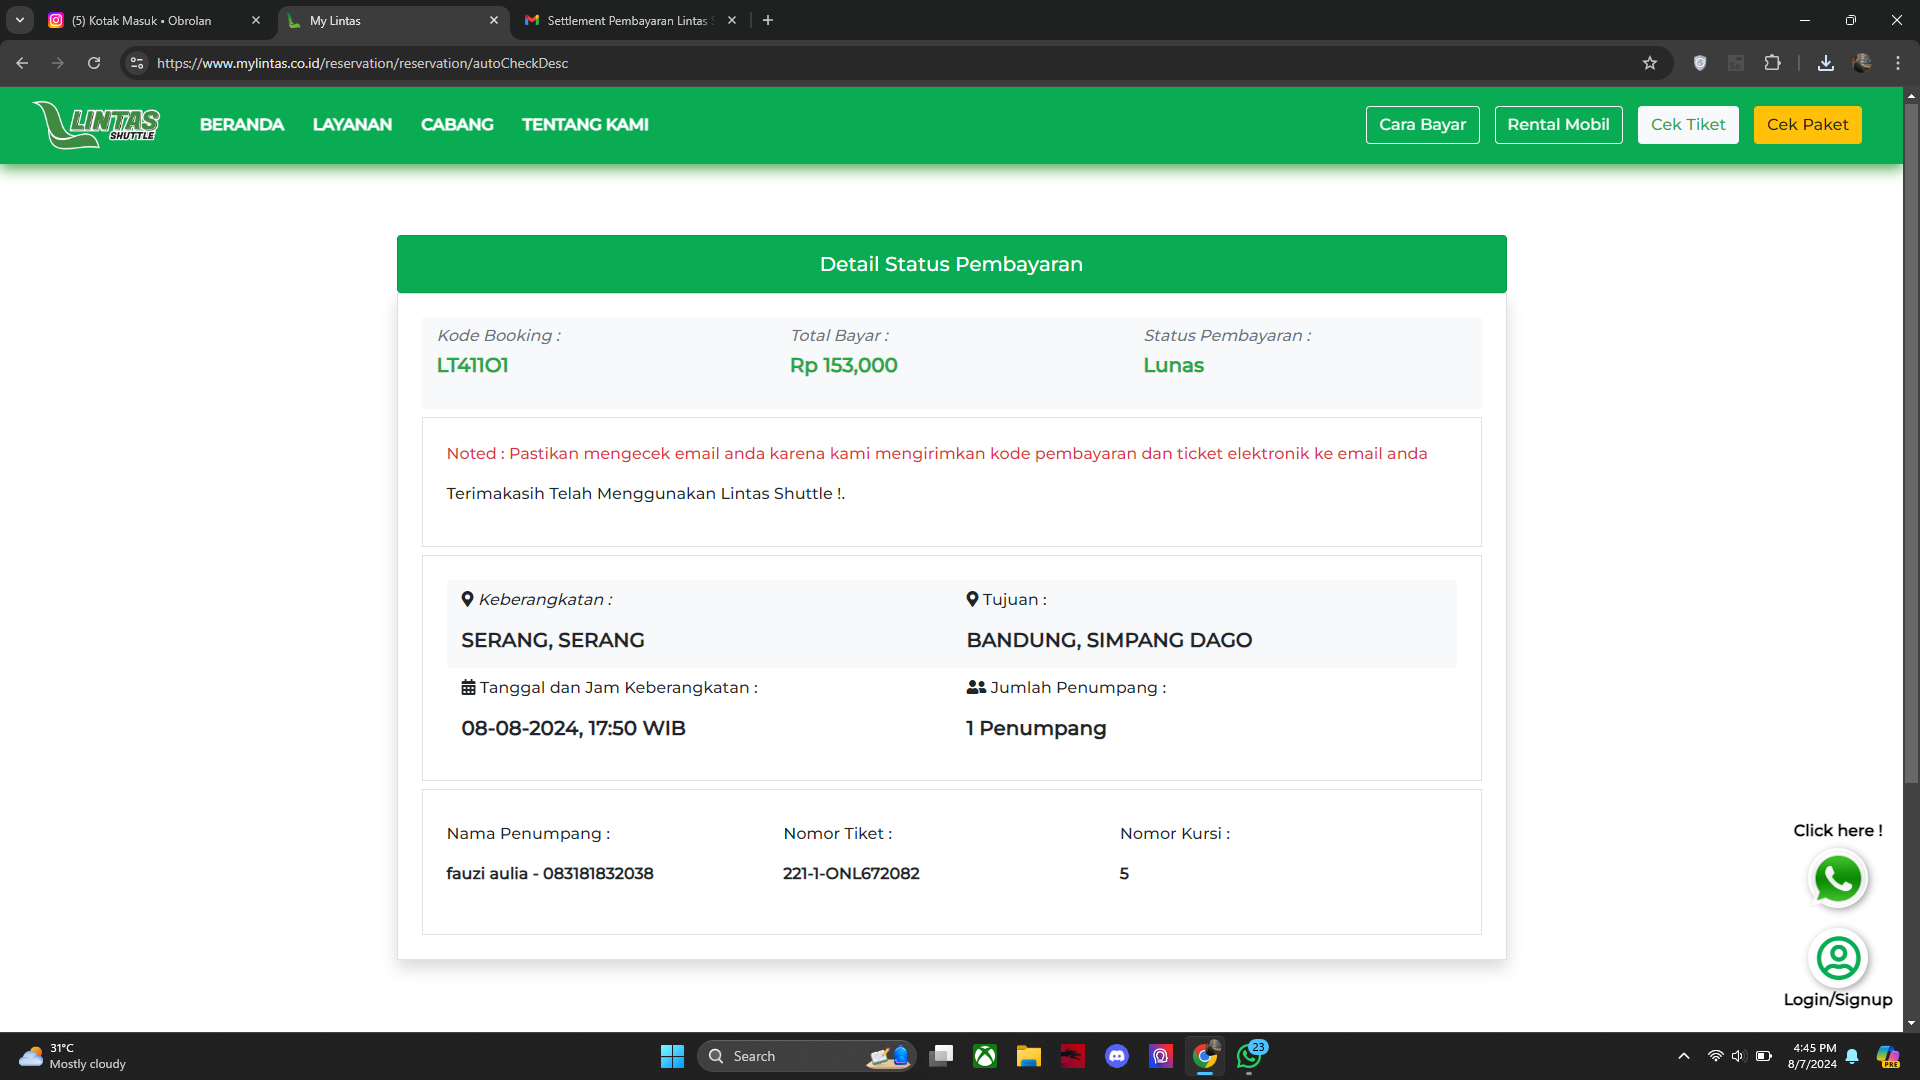 (5) Kotak Masuk • Obrolan
My Lintas
Settlement Pembayaran Lintas
https://www.mylintas.co.id/reservation/reservation/autoCheckDesc
LINTAS SHUTTLE
BERANDA LAYANAN CABANG TENTANG KAMI
Cara Bayar Rental Mobil Cek Tiket Cek Paket
Detail Status Pembayaran
Kode Booking : Total Bayar : Status Pembayaran :
LT411O1 Rp 153,000 Lunas
Noted : Pastikan mengecek email anda karena kami mengirimkan kode pembayaran dan ticket elektronik ke email anda
Terimakasih Telah Menggunakan Lintas Shuttle !.
Keberangkatan : Tujuan :
SERANG, SERANG BANDUNG, SIMPANG DAGO
Tanggal dan Jam Keberangkatan : Jumlah Penumpang :
08-08-2024, 17:50 WIB 1 Penumpang
Nama Penumpang : Nomor Tiket : Nomor Kursi :
fauzi aulia - 083181832038 221-1-ONL672082 5
Click here !
Login/Signup
31°C
Mostly cloudy
Search
23
4:45 PM
8/7/2024
PRE